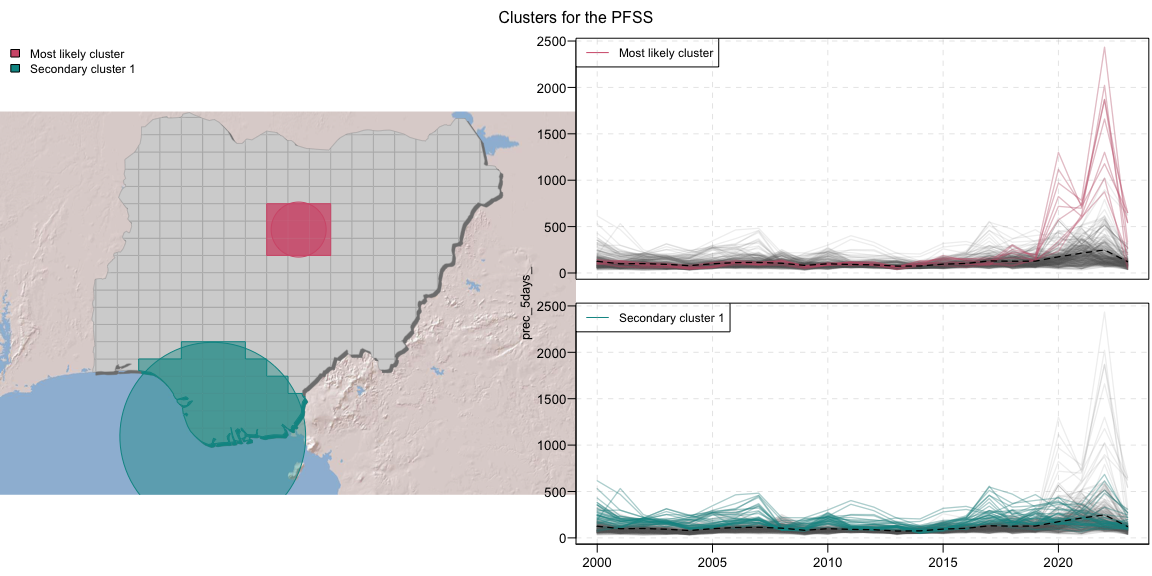 Clusters for the PFSS
Most likely cluster
Secondary cluster 1
2500
2000
1500
1000
500
0
Most likely cluster
prec_5days_
2500
2000
1500
1000
500
0
Secondary cluster 1
2000
2005
2010
2015
2020